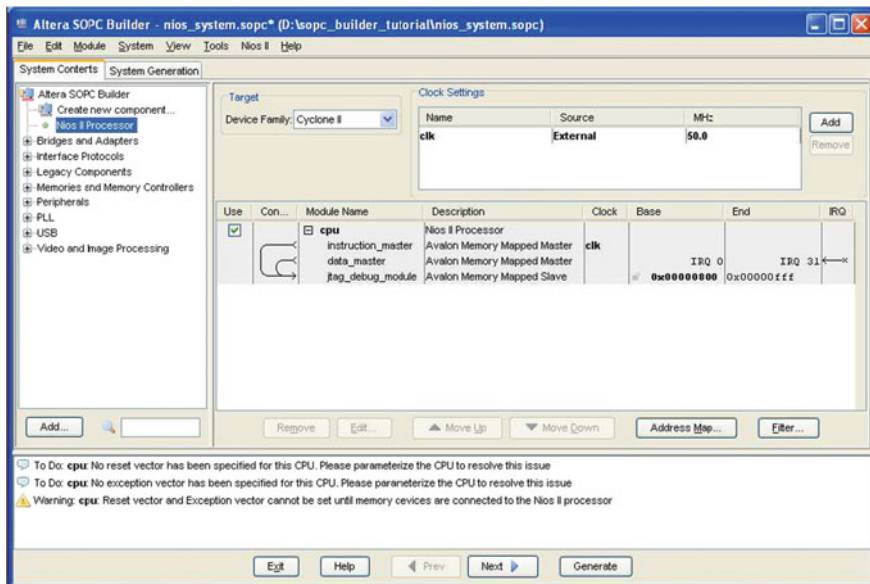 Altera SOPC Builder - nios_system.sopc* (D:\sopc_builder_tutorial\nios_system.sopc)
File Edit Module System View Tools Nios II Help
System Contents System Generation
Altera SOPC Builder
Create new component...
Nios II Processor
Bridges and Adapters
Interface Protocols
Legacy Components
Memories and Memory Controllers
Peripherals
PLL
USB
Video and Image Processing
Add...
Target
Device Family: Cyclone II
Clock Settings
Name Source MHz
clk External 50.0
Add
Remove
Use Con... Module Name Description Clock Base End IRQ
cpu Nios II Processor
instruction_master Avalon Memory Mapped Master clk
data_master Avalon Memory Mapped Master IRQ 0 IRQ 31
jtag_debug_module Avalon Memory Mapped Slave 0x00000800 0x00000fff
Remove Edit... Move Up Move Down Address Map... Filter...
To Do: cpu: No reset vector has been specified for this CPU. Please parameterize the CPU to resolve this issue
To Do: cpu: No exception vector has been specified for this CPU. Please parameterize the CPU to resolve this issue
Warning: cpu: Reset vector and Exception vector cannot be set until memory cevices are connected to the Nios II processor
Exit Help Prev Next Generate